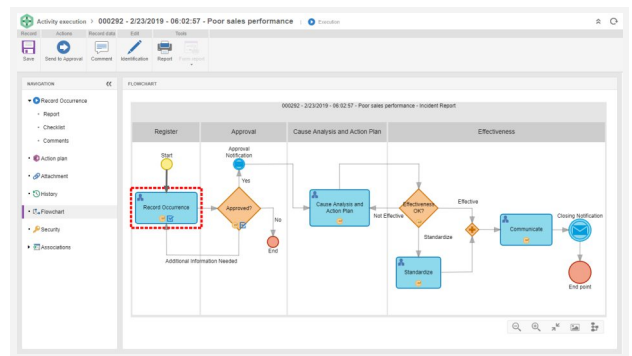 Activity execution > 000292 - 2/23/2019 - 06:02:57 - Poor sales performance | Execution
Record Actions Record data Edit Tools
Save Send to Approval Comment Identification Report
NAVIGATION
FLOWCHART
Record Occurrence
Report
Checklist
Comments
Action plan
Attachment
History
Flowchart
Security
Associations
000292 - 2/23/2019 - 06:02:57 - Poor sales performance - Incident Report
Register Approval Cause Analysis and Action Plan Effectiveness
Start
Approval
Notification
Yes
Record Occurrence
Approved?
No
End
Additional Information Needed
Cause Analysis and
Action Plan
Not Effective
Effectiveness
OK?
Effective
Standardize
Standardize
Communicate
Closing Notification
End point